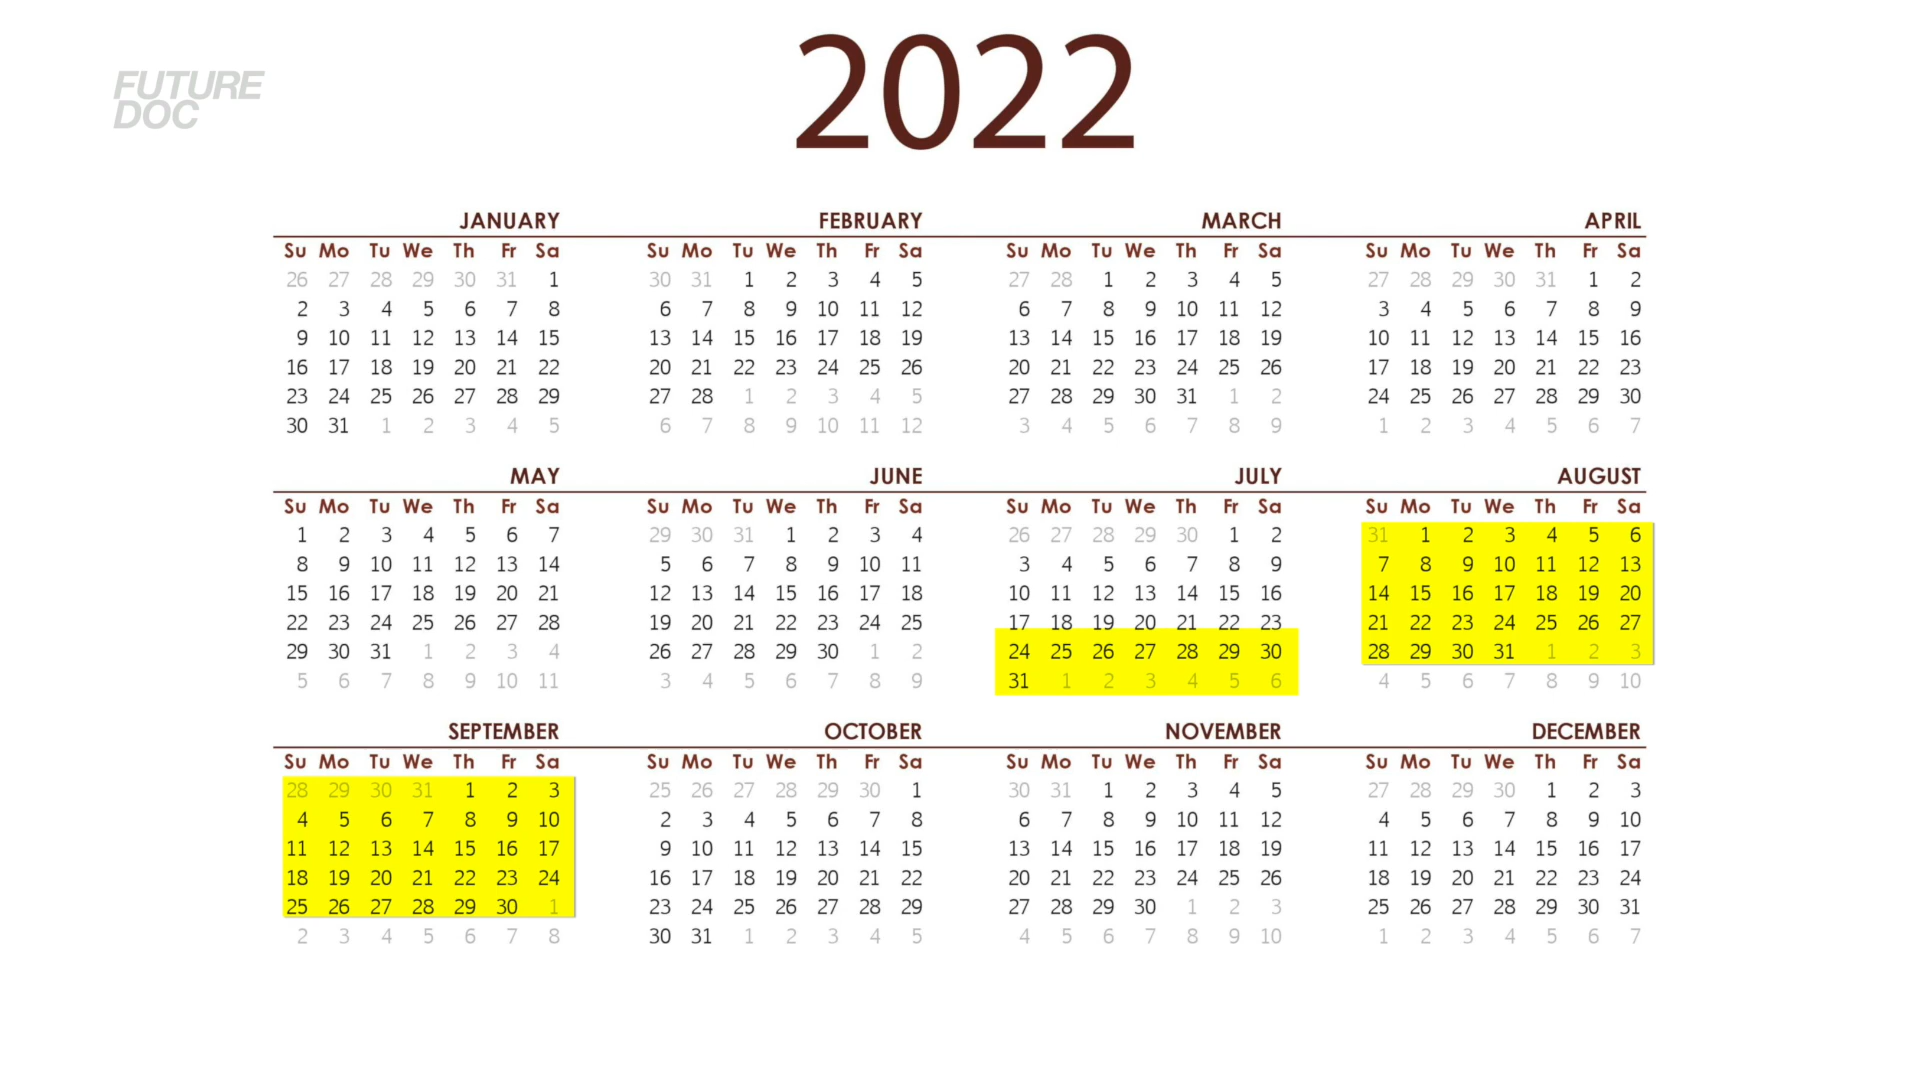 2022
FUTURE
DOC
JANUARY
Su Mo Tu We Th Fr Sa
26 27 28 29 30 31 1
2 3 4 5 6 7 8
9 10 11 12 13 14 15
16 17 18 19 20 21 22
23 24 25 26 27 28 29
30 31 1 2 3 4 5
FEBRUARY
Su Mo Tu We Th Fr Sa
30 31 1 2 3 4 5
6 7 8 9 10 11 12
13 14 15 16 17 18 19
20 21 22 23 24 25 26
27 28 1 2 3 4 5
6 7 8 9 10 11 12
MARCH
Su Mo Tu We Th Fr Sa
27 28 1 2 3 4 5
6 7 8 9 10 11 12
13 14 15 16 17 18 19
20 21 22 23 24 25 26
27 28 29 30 31 1 2
3 4 5 6 7 8 9
APRIL
Su Mo Tu We Th Fr Sa
27 28 29 30 31 1 2
3 4 5 6 7 8 9
10 11 12 13 14 15 16
17 18 19 20 21 22 23
24 25 26 27 28 29 30
1 2 3 4 5 6 7
MAY
Su Mo Tu We Th Fr Sa
1 2 3 4 5 6 7
8 9 10 11 12 13 14
15 16 17 18 19 20 21
22 23 24 25 26 27 28
29 30 31 1 2 3 4
5 6 7 8 9 10 11
JUNE
Su Mo Tu We Th Fr Sa
29 30 31 1 2 3 4
5 6 7 8 9 10 11
12 13 14 15 16 17 18
19 20 21 22 23 24 25
26 27 28 29 30 1 2
3 4 5 6 7 8 9
JULY
Su Mo Tu We Th Fr Sa
26 27 28 29 30 1 2
3 4 5 6 7 8 9
10 11 12 13 14 15 16
17 18 19 20 21 22 23
24 25 26 27 28 29 30
31 1 2 3 4 5 6
AUGUST
Su Mo Tu We Th Fr Sa
31 1 2 3 4 5 6
7 8 9 10 11 12 13
14 15 16 17 18 19 20
21 22 23 24 25 26 27
28 29 30 31 1 2 3
4 5 6 7 8 9 10
SEPTEMBER
Su Mo Tu We Th Fr Sa
28 29 30 31 1 2 3
4 5 6 7 8 9 10
11 12 13 14 15 16 17
18 19 20 21 22 23 24
25 26 27 28 29 30 1
2 3 4 5 6 7 8
OCTOBER
Su Mo Tu We Th Fr Sa
25 26 27 28 29 30 1
2 3 4 5 6 7 8
9 10 11 12 13 14 15
16 17 18 19 20 21 22
23 24 25 26 27 28 29
30 31 1 2 3 4 5
NOVEMBER
Su Mo Tu We Th Fr Sa
30 31 1 2 3 4 5
6 7 8 9 10 11 12
13 14 15 16 17 18 19
20 21 22 23 24 25 26
27 28 29 30 1 2 3
4 5 6 7 8 9 10
DECEMBER
Su Mo Tu We Th Fr Sa
27 28 29 30 1 2 3
4 5 6 7 8 9 10
11 12 13 14 15 16 17
18 19 20 21 22 23 24
25 26 27 28 29 30 31
1 2 3 4 5 6 7